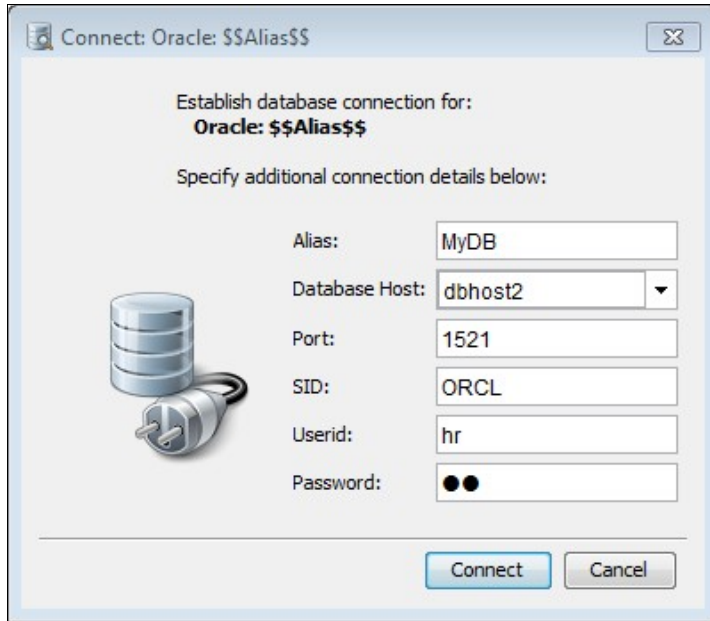 Connect: Oracle: $$Alias$$
Establish database connection for:
Oracle: $$Alias$$
Specify additional connection details below:
Alias: MyDB
Database Host: dbhost2
Port: 1521
SID: ORCL
Userid: hr
Password: ●●
Connect Cancel